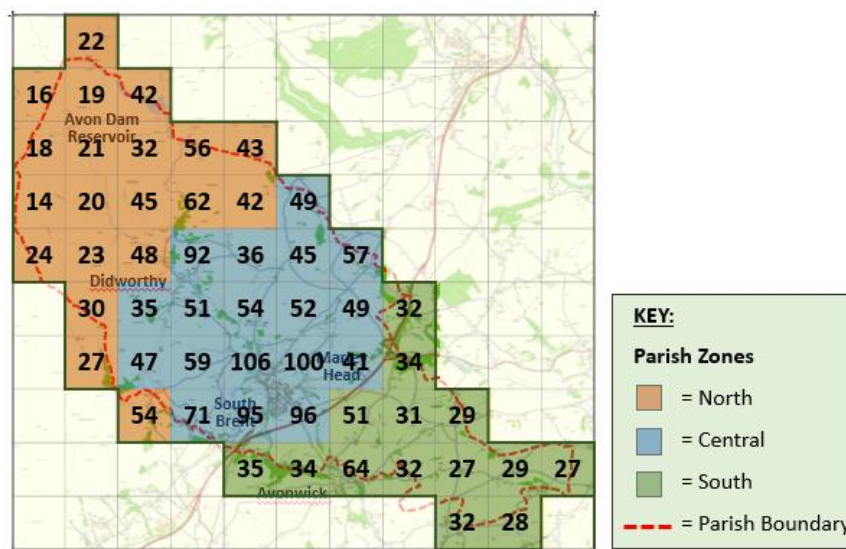 22
16 19 42
Avon Dam
Reservoir
18 21 32 56 43
14 20 45 62 42 49
24 23 48 92 36 45 57
Didworthy
30 35 51 54 52 49 32
27 47 59 106 100 41 34
Head
54 71 95 96 51 31 29
South
Brent
35 34 64 32 27 29 27
Avonwick
32 28
KEY:
Parish Zones
= North
= Central
= South
= Parish Boundary